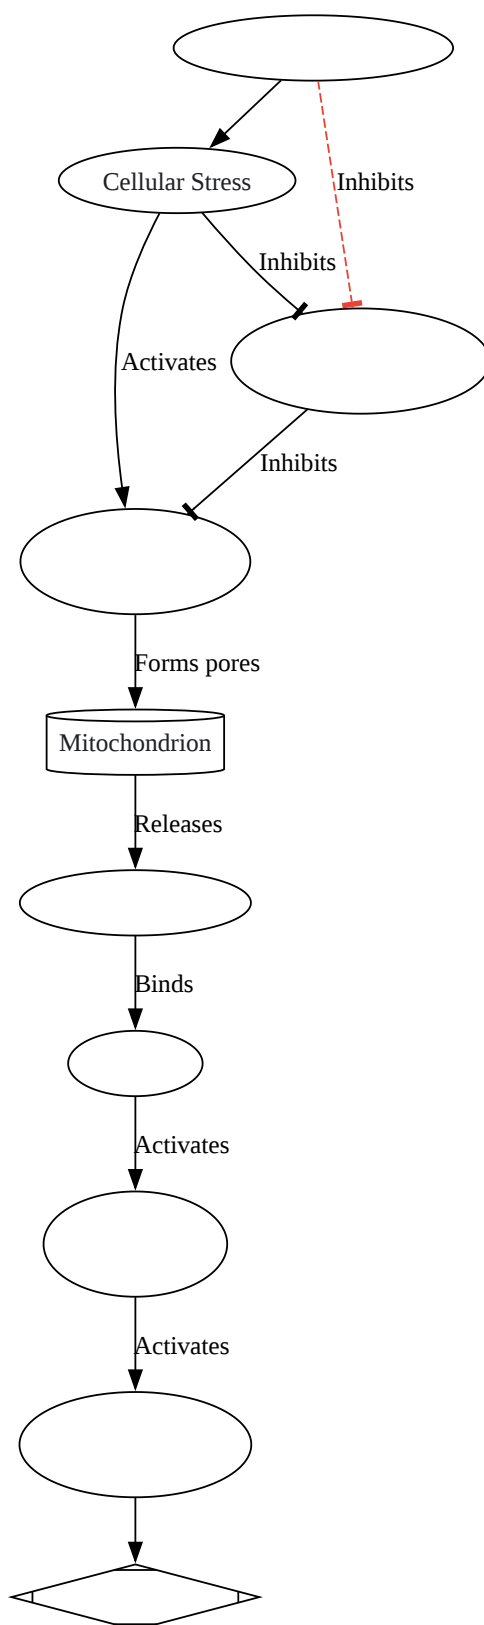 Inhibits
Cellular Stress
Inhibits
Activates
Inhibits
Forms pores
Mitochondrion
Releases
Binds
Activates
Activates